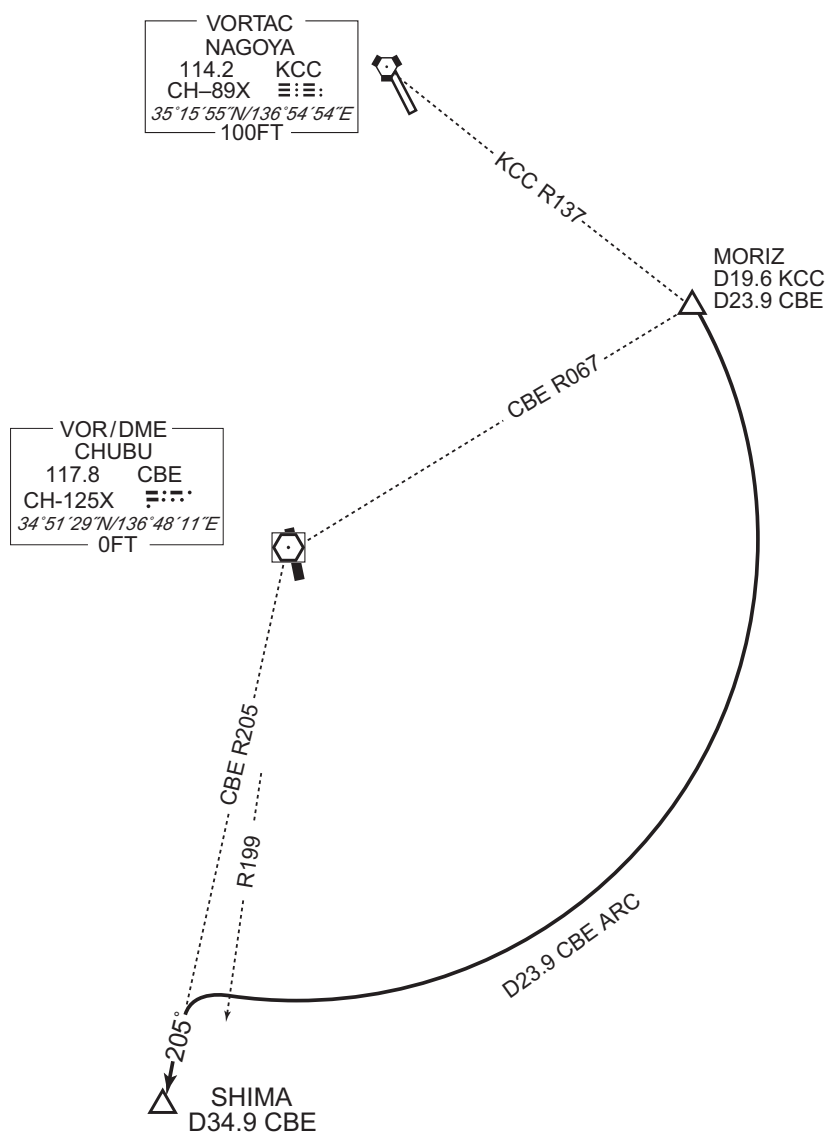 VORTAC
NAGOYA
114.2 KCC
CH–89X
35°15′55″N/136°54′54″E
100FT
KCC R137
MORIZ
D19.6 KCC
D23.9 CBE
CBE R067
VOR/DME
CHUBU
117.8 CBE
CH-125X
34°51′29″N/136°48′11″E
0FT
CBE R205
R199
D23.9 CBE ARC
205°
SHIMA
D34.9 CBE